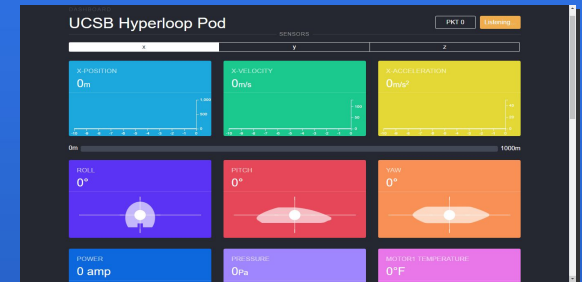 DASHBOARD
UCSB Hyperloop Pod
PKT 0
Listening...
SENSORS
x
y
z
X-POSITION
0m
X-VELOCITY
0m/s
X-ACCELERATION
0m/s²
0m
1000m
ROLL
0°
PITCH
0°
YAW
0°
POWER
0 amp
PRESSURE
0Pa
MOTOR1 TEMPERATURE
0°F